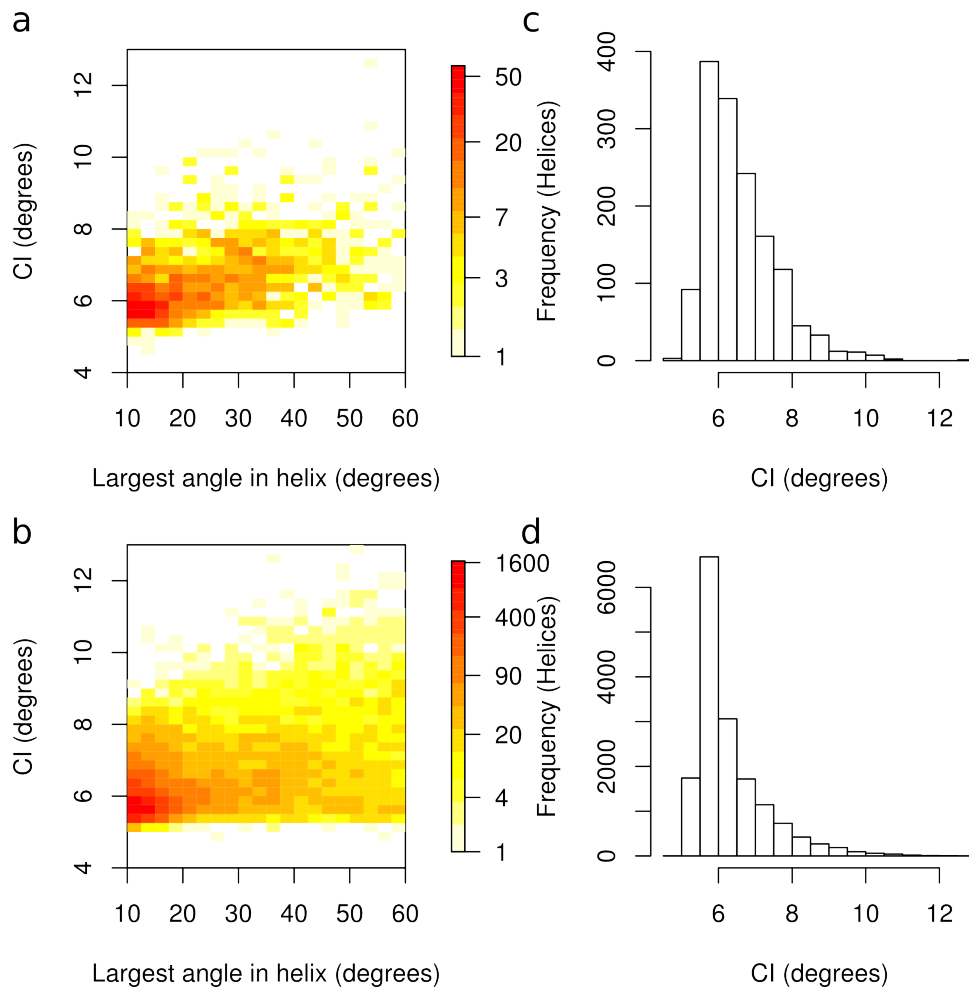 a
CI (degrees)
12
10
8
6
4
10 20 30 40 50 60
Largest angle in helix (degrees)
50
20
7
3
1
Frequency (Helices)
c
400
300
200
100
0
6 8 10 12
CI (degrees)
b
CI (degrees)
12
10
8
6
4
10 20 30 40 50 60
Largest angle in helix (degrees)
1600
400
90
20
4
1
Frequency (Helices)
d
6000
4000
2000
0
6 8 10 12
CI (degrees)